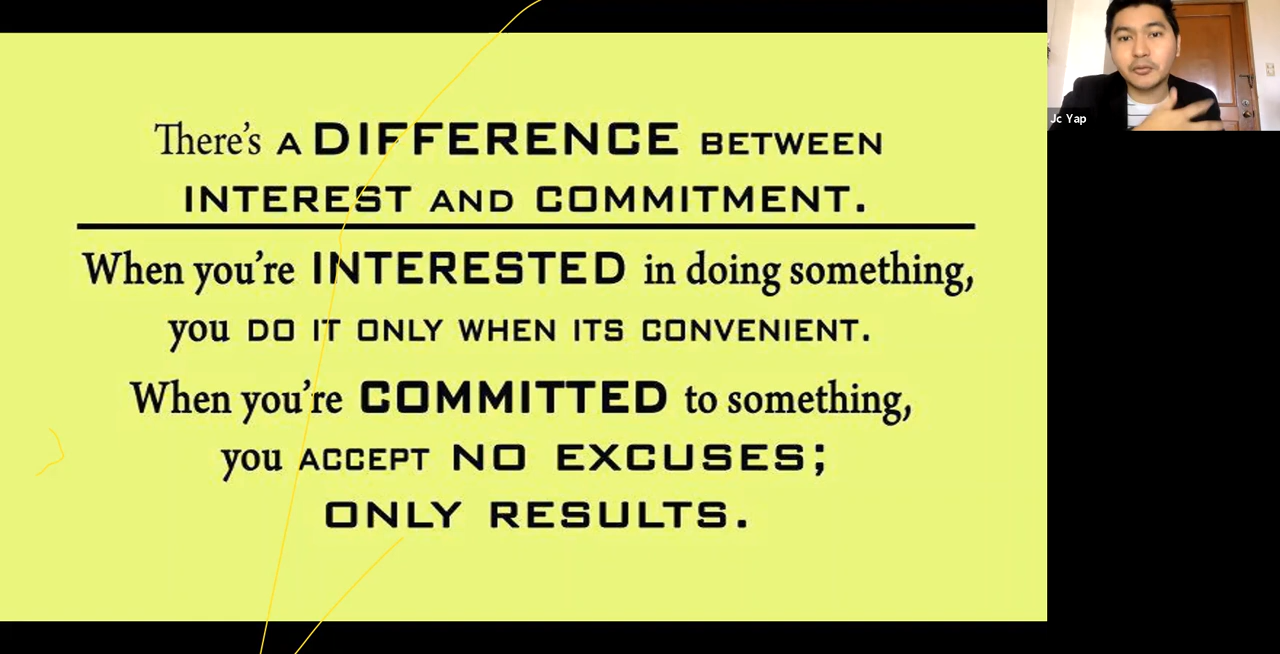 There's A DIFFERENCE BETWEEN
INTEREST AND COMMITMENT.
When you're INTERESTED in doing something,
you DO IT ONLY WHEN ITS CONVENIENT.
When you're COMMITTED to something,
you ACCEPT NO EXCUSES;
ONLY RESULTS.
Jc Yap